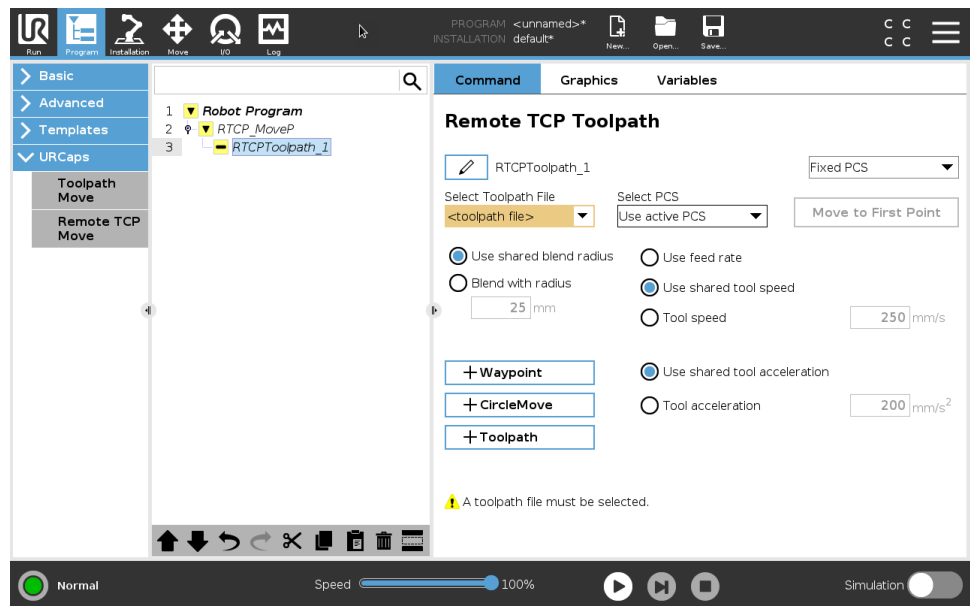 PROGRAM <unnamed>*
INSTALLATION default*
UR
Run
Program
Installation
Move
I/O
Log
New...
Open...
Save...
C C
C C
Basic
Advanced
Templates
URCaps
Toolpath
Move
Remote TCP
Move
1 Robot Program
2 RTCP_MoveP
3 RTCPToolpath_1
Command Graphics Variables
Remote TCP Toolpath
RTCPToolpath_1
Fixed PCS
Select Toolpath File
<toolpath file>
Select PCS
Use active PCS
Move to First Point
Use shared blend radius
Blend with radius
25 mm
Use feed rate
Use shared tool speed
Tool speed 250 mm/s
+ Waypoint
+ CircleMove
+ Toolpath
Use shared tool acceleration
Tool acceleration 200 mm/s²
A toolpath file must be selected.
Normal
Speed 100%
Simulation